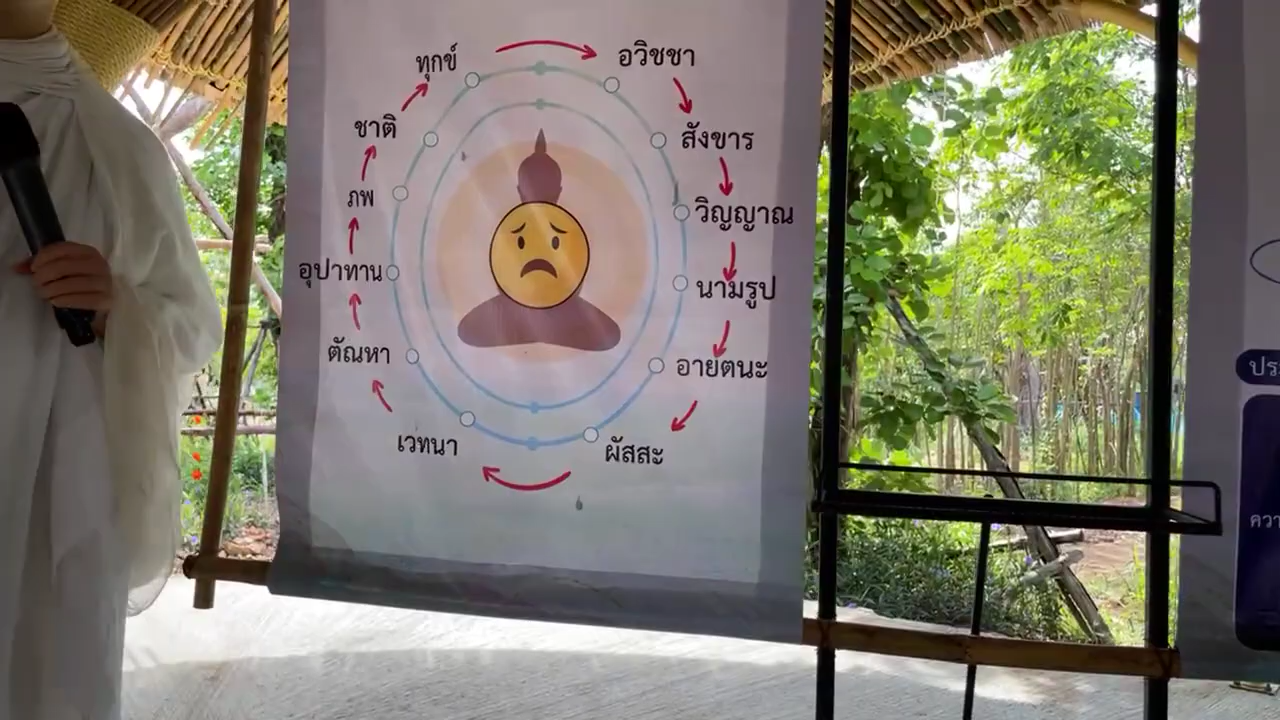 ทุกข์
อวิชชา
สังขาร
วิญญาณ
นามรูป
อายตนะ
ผัสสะ
เวทนา
ตัณหา
อุปาทาน
ภพ
ชาติ